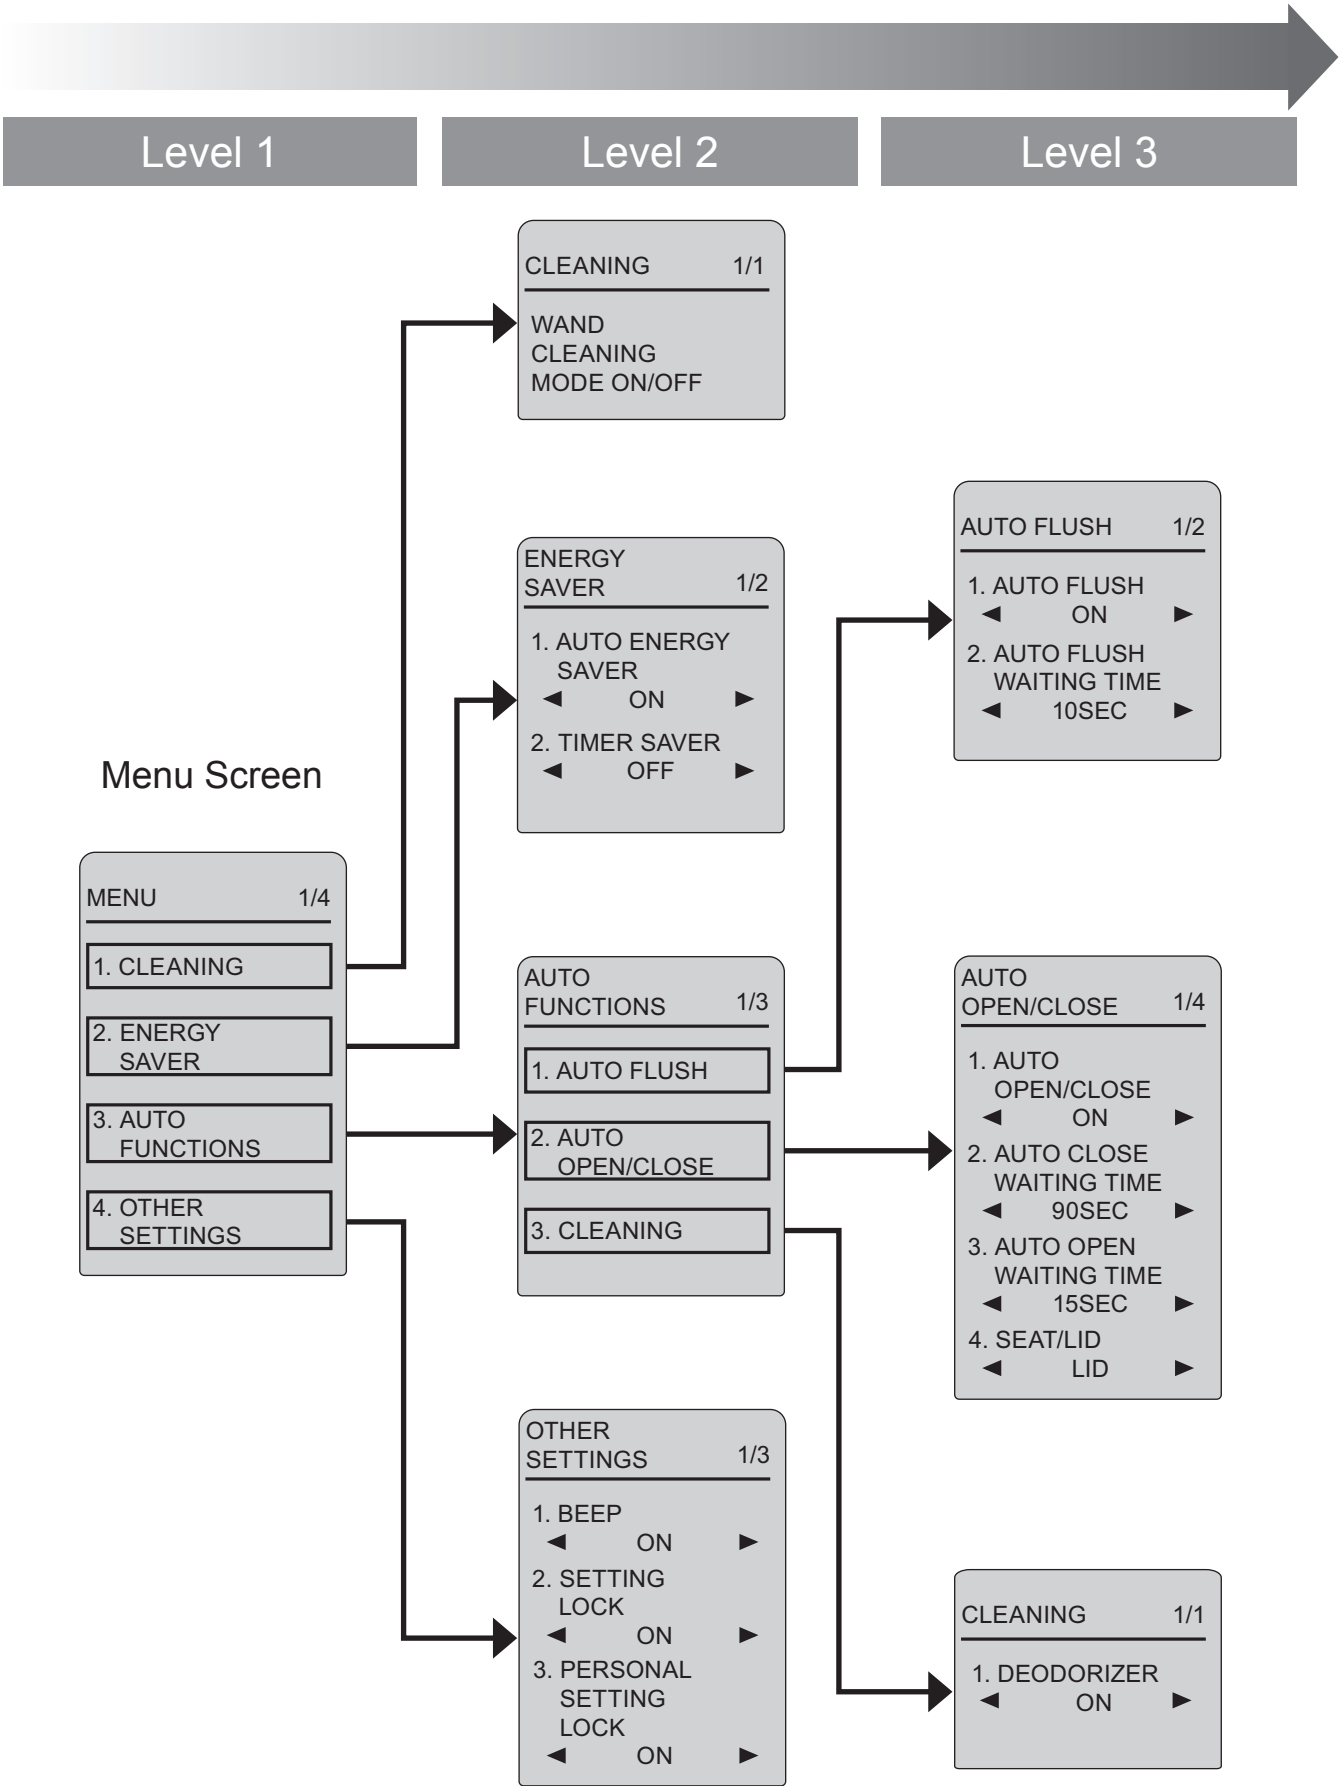 Level 1
Level 2
Level 3
CLEANING 1/1
WAND
CLEANING
MODE ON/OFF
ENERGY
SAVER 1/2
1. AUTO ENERGY
SAVER
◀ ON ▶
2. TIMER SAVER
◀ OFF ▶
AUTO FLUSH 1/2
1. AUTO FLUSH
◀ ON ▶
2. AUTO FLUSH
WAITING TIME
◀ 10SEC ▶
Menu Screen
MENU 1/4
1. CLEANING
2. ENERGY
SAVER
3. AUTO
FUNCTIONS
4. OTHER
SETTINGS
AUTO
FUNCTIONS 1/3
1. AUTO FLUSH
2. AUTO
OPEN/CLOSE
3. CLEANING
AUTO
OPEN/CLOSE 1/4
1. AUTO
OPEN/CLOSE
◀ ON ▶
2. AUTO CLOSE
WAITING TIME
◀ 90SEC ▶
3. AUTO OPEN
WAITING TIME
◀ 15SEC ▶
4. SEAT/LID
◀ LID ▶
OTHER
SETTINGS 1/3
1. BEEP
◀ ON ▶
2. SETTING
LOCK
◀ ON ▶
3. PERSONAL
SETTING
LOCK
◀ ON ▶
CLEANING 1/1
1. DEODORIZER
◀ ON ▶